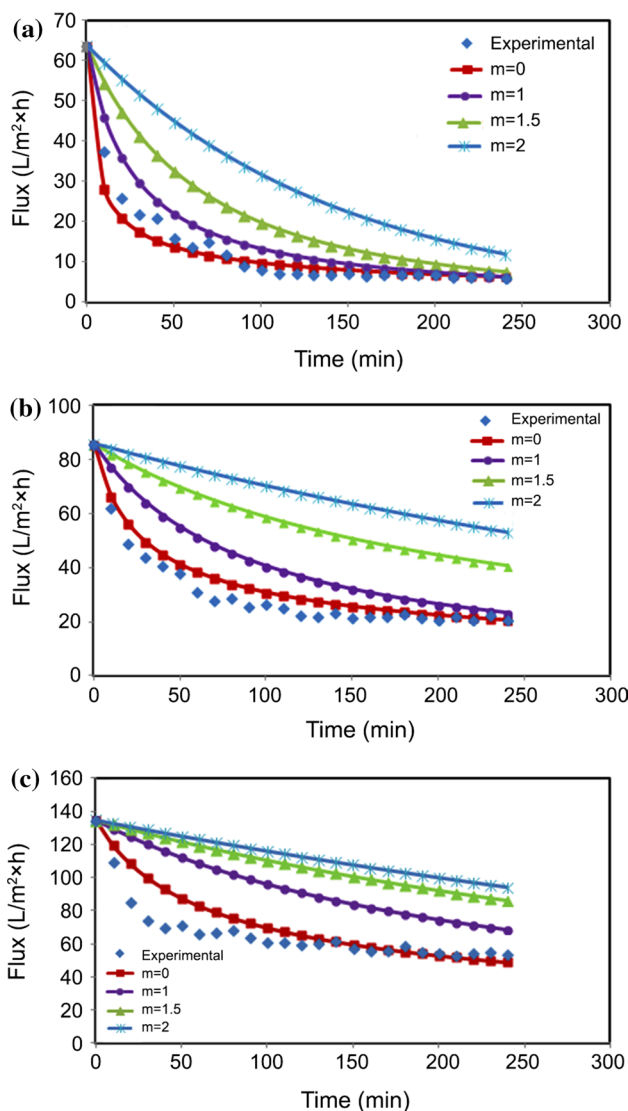 (a)
70
60
50
40
30
20
10
0
Flux (L/m²×h)
Experimental
m=0
m=1
m=1.5
m=2
0
50
100
150
200
250
300
Time (min)
(b)
100
80
60
40
20
0
Flux (L/m²×h)
Experimental
m=0
m=1
m=1.5
m=2
0
50
100
150
200
250
300
Time (min)
(c)
160
140
120
100
80
60
40
20
0
Flux (L/m²×h)
Experimental
m=0
m=1
m=1.5
m=2
0
50
100
150
200
250
300
Time (min)